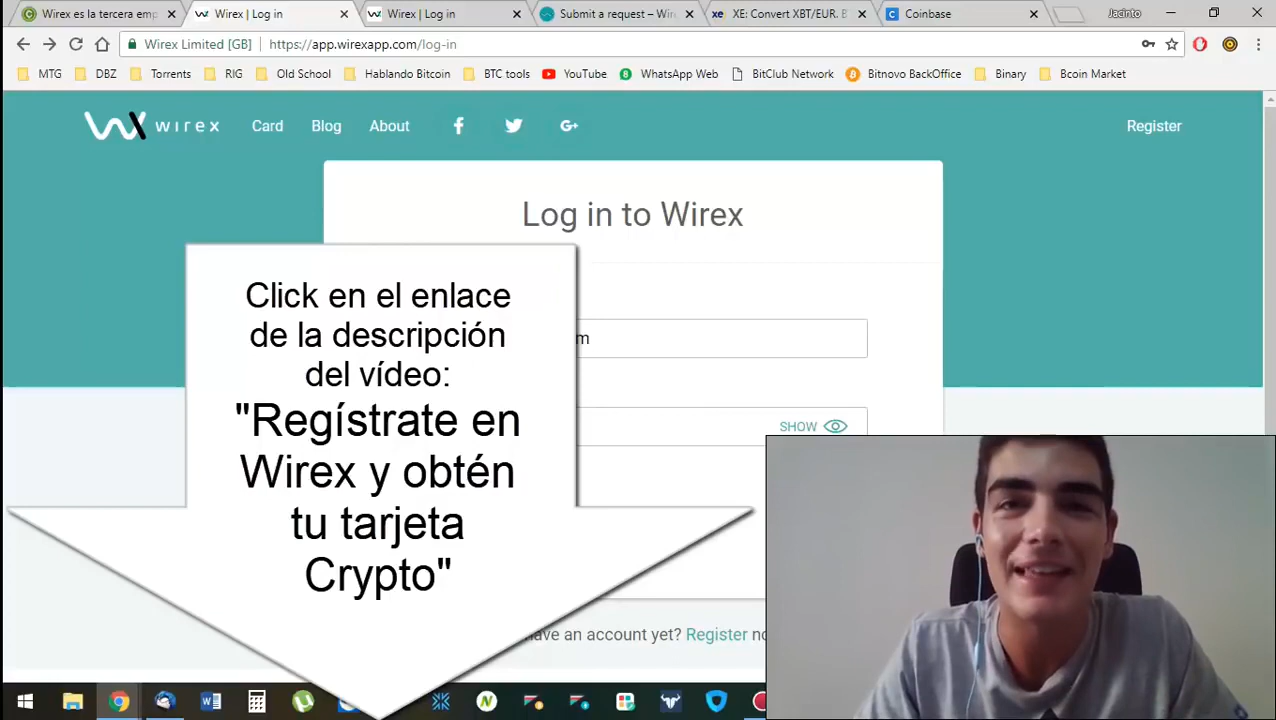 Wirex es la tercera emp
Wirex | Log in
Wirex | Log in
Submit a request – Wire
XE: Convert XBT/EUR. B
Coinbase
Jacinto
Wirex Limited [GB]
https://app.wirexapp.com/log-in
MTG
DBZ
Torrents
RIG
Old School
Hablando Bitcoin
BTC tools
YouTube
WhatsApp Web
BitClub Network
Bitnovo BackOffice
Binary
Bcoin Market
wirex
Card
Blog
About
Register
Log in to Wirex
Click en el enlace
de la descripción
del vídeo:
"Regístrate en
Wirex y obtén
tu tarjeta
Crypto"
m
SHOW
have an account yet? Register no